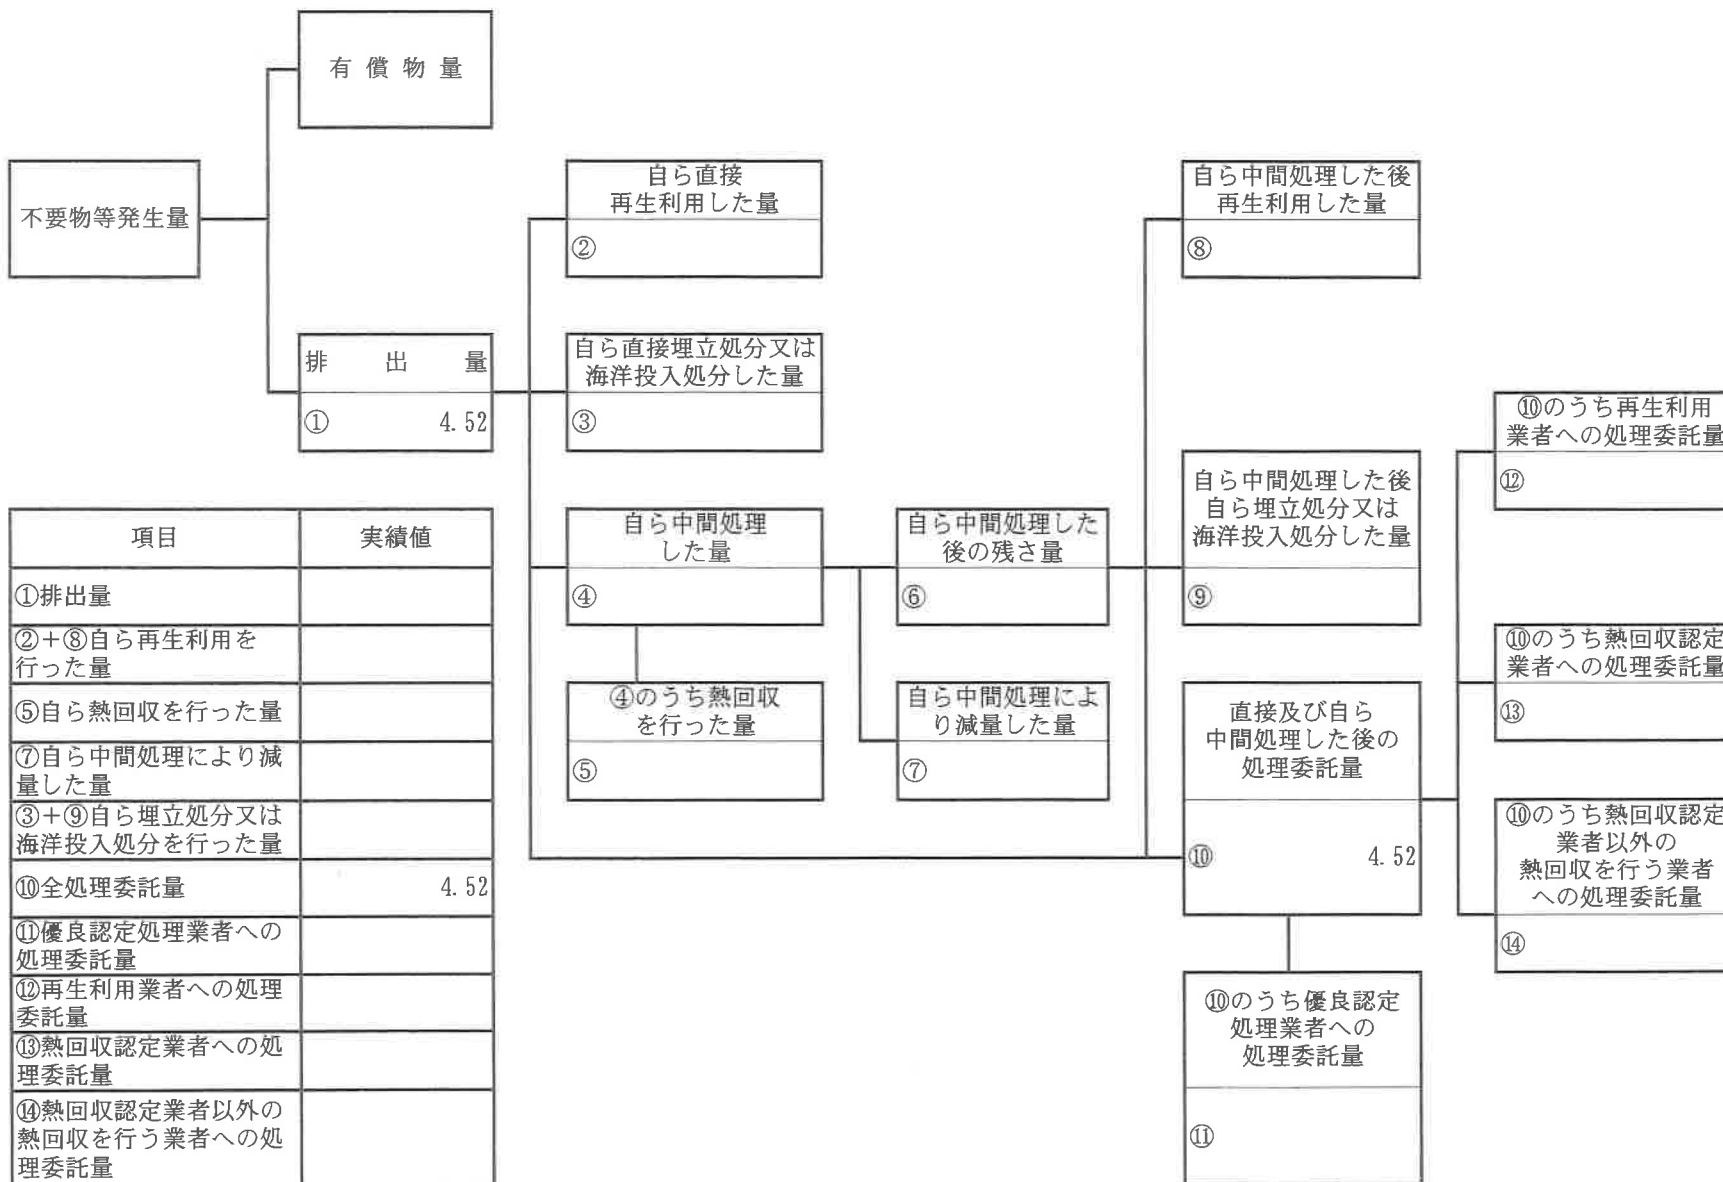 有償物量
不要物等発生量
自ら直接
再生利用した量
②
自ら中間処理した後
再生利用した量
⑧
排出量
① 4.52
自ら直接埋立処分又は
海洋投入処分した量
③
⑩のうち再生利用
業者への処理委託量
⑫
自ら中間処理した後
自ら埋立処分又は
海洋投入処分した量
⑨
自ら中間処理
した量
④
自ら中間処理した
後の残さ量
⑥
⑩のうち熱回収認定
業者への処理委託量
⑬
④のうち熱回収
を行った量
⑤
自ら中間処理によ
り減量した量
⑦
直接及び自ら
中間処理した後の
処理委託量
⑩ 4.52
⑩のうち熱回収認定
業者以外の
熱回収を行う業者
への処理委託量
⑭
⑩のうち優良認定
処理業者への
処理委託量
⑪
項目 実績値
①排出量
②+⑧自ら再生利用を
行った量
⑤自ら熱回収を行った量
⑦自ら中間処理により減
量した量
③+⑨自ら埋立処分又は
海洋投入処分を行った量
⑩全処理委託量 4.52
⑪優良認定処理業者への
処理委託量
⑫再生利用業者への処理
委託量
⑬熱回収認定業者への処
理委託量
⑭熱回収認定業者以外の
熱回収を行う業者への処
理委託量